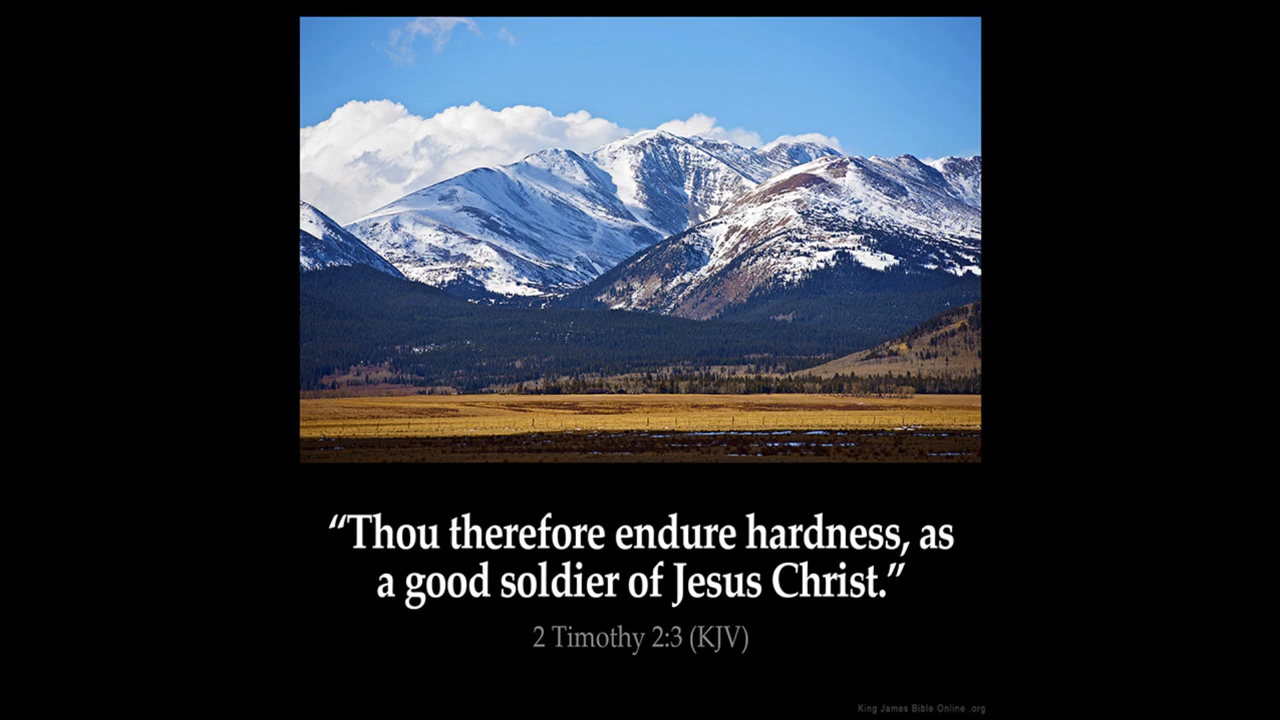 “Thou therefore endure hardness, as
a good soldier of Jesus Christ.”
2 Timothy 2:3 (KJV)
King James Bible Online .org